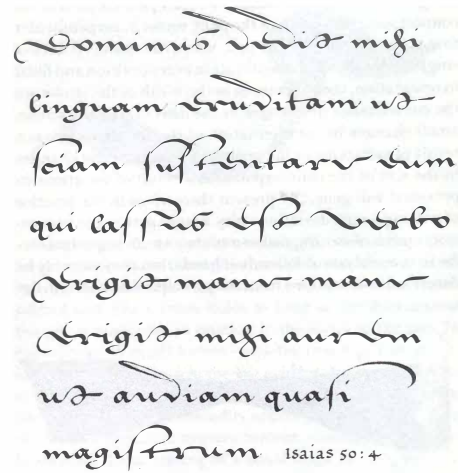 Dominus dedit mihi
linguam eruditam ut
sciam sustentare eum
qui lassus est verbo
erigit mane mane
erigit mihi aurem
ut audiam quasi
magistrum Isaias 50:4